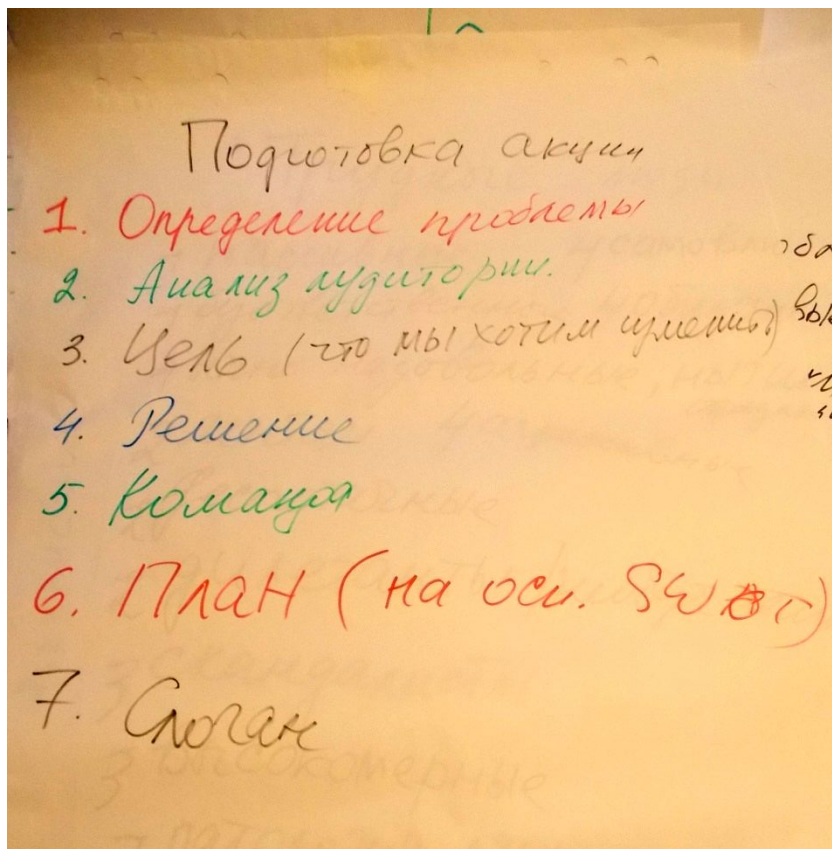 Подготовка акции
1. Определение проблемы
2. Анализ аудитории.
3. Цель (что мы хотим изменить)
4. Решение
5. Команда
6. План (на осн. SWOT)
7. Слоган
высокомерные